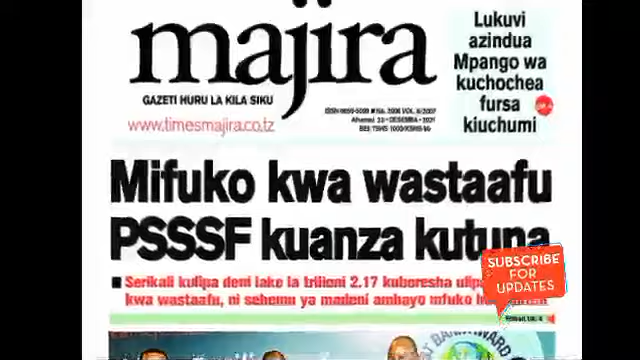 majira
GAZETI HURU LA KILA SIKU
www.timesmajira.co.tz
Lukuvi
azindua
Mpango wa
kuchochea
fursa
kiuchumi
Mifuko kwa wastaafu
PSSSF kuanza kutuna
Serikali kulipa deni lake la trilioni 2.17 kuboresha
kwa wastaafu, ni sehemu ya madeni ambayo mfuko
SUBSCRIBE
FOR
UPDATES